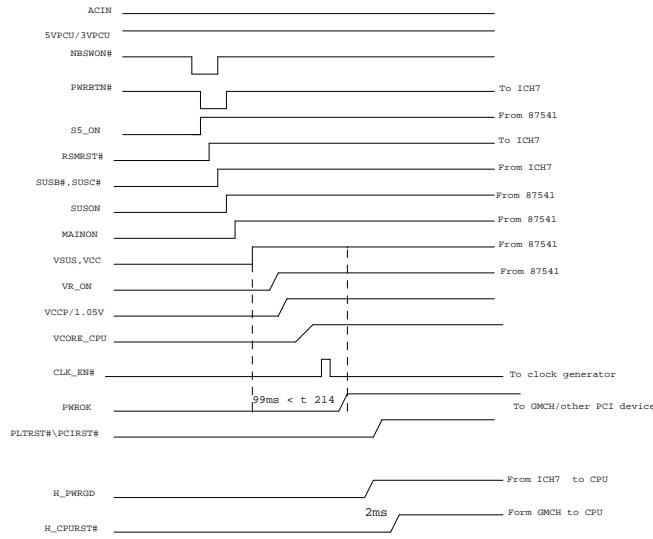 ACIN
5VPCU/3VPCU
NBSWON#
PWRBTN# To ICH7
S5_ON From 87541
RSMRST# To ICH7
SUSB#,SUSC# From ICH7
SUSON From 87541
MAINON From 87541
VSUS,VCC From 87541
VR_ON From 87541
VCCP/1.05V
VCORE_CPU
CLK_EN# To clock generator
PWROK 99ms < t 214 To GMCH/other PCI device
PLTRST#\PCIRST#
H_PWRGD From ICH7 to CPU
H_CPURST# 2ms Form GMCH to CPU